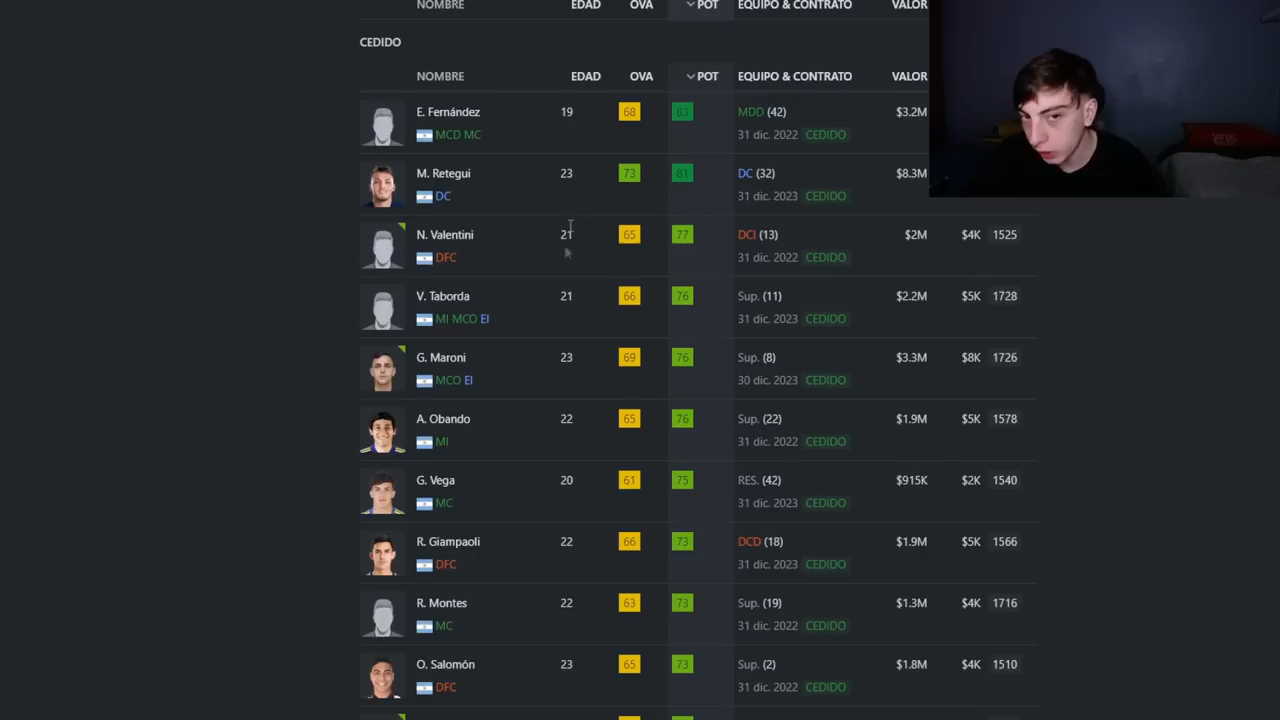 NOMBRE EDAD OVA POT EQUIPO & CONTRATO VALOR
CEDIDO
NOMBRE EDAD OVA POT EQUIPO & CONTRATO VALOR
E. Fernández 19 68 83 MDD (42) $3.2M
MCD MC 31 dic. 2022 CEDIDO
M. Retegui 23 73 81 DC (32) $8.3M
DC 31 dic. 2023 CEDIDO
N. Valentini 21 65 77 DCI (13) $2M $4K 1525
DFC 31 dic. 2022 CEDIDO
V. Taborda 21 66 76 Sup. (11) $2.2M $5K 1728
MI MCO EI 31 dic. 2023 CEDIDO
G. Maroni 23 69 76 Sup. (8) $3.3M $8K 1726
MCO EI 30 dic. 2023 CEDIDO
A. Obando 22 65 76 Sup. (22) $1.9M $5K 1578
MI 31 dic. 2022 CEDIDO
G. Vega 20 61 75 RES. (42) $915K $2K 1540
MC 31 dic. 2023 CEDIDO
R. Giampaoli 22 66 73 DCD (18) $1.9M $5K 1566
DFC 31 dic. 2023 CEDIDO
R. Montes 22 63 73 Sup. (19) $1.3M $4K 1716
MC 31 dic. 2022 CEDIDO
O. Salomón 23 65 73 Sup. (2) $1.8M $4K 1510
DFC 31 dic. 2022 CEDIDO